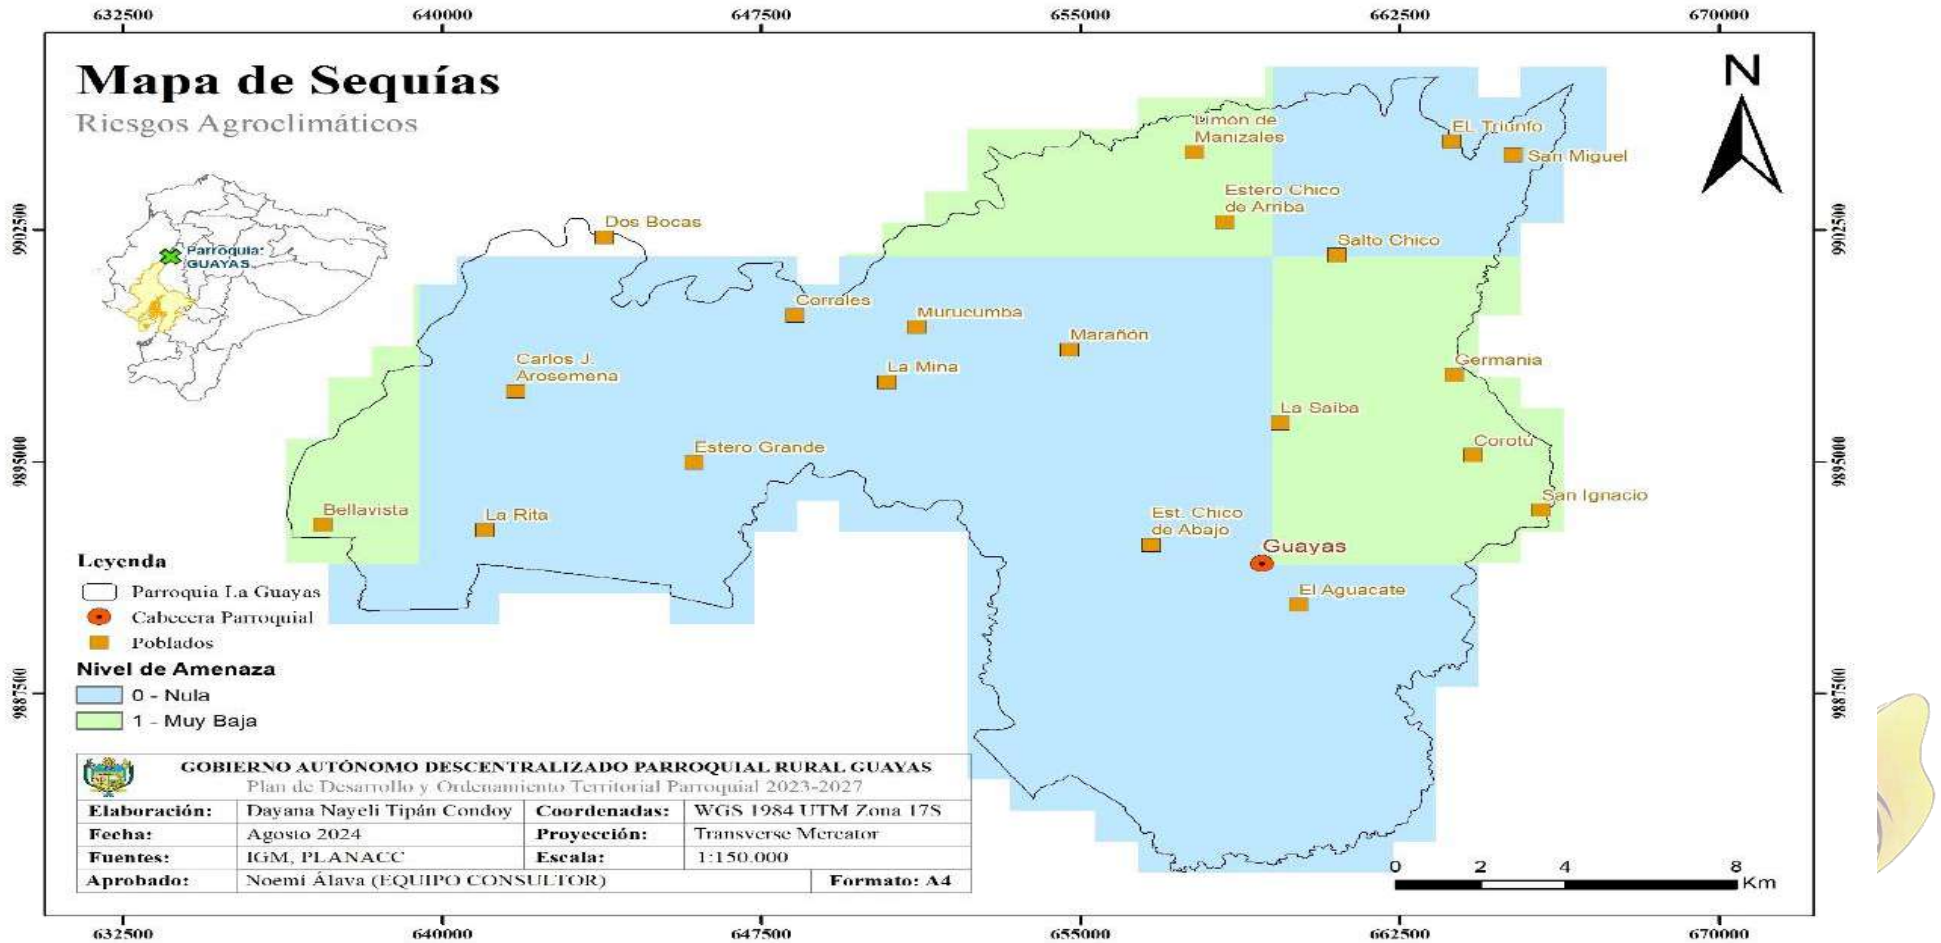 632500 640000 647500 655000 662500 670000
Mapa de Sequías
Riesgos Agroclimáticos
N
Limón de
Manizales
EL Triunfo
San Miguel
Estero Chico
de Arriba
Dos Bocas
Salto Chico
9902500
9902500
Parroquia:
GUAYAS
Corrales
Murucumba
Marañón
Carlos J.
Arosemena
La Mina
Germania
La Saiba
Estero Grande
Corotú
9895000
9895000
Bellavista
La Rita
Est. Chico
de Abajo
San Ignacio
Guayas
El Aguacate
Leyenda
Parroquia La Guayas
Cabecera Parroquial
Poblados
Nivel de Amenaza
0 - Nula
1 - Muy Baja
9887500
9887500
GOBIERNO AUTÓNOMO DESCENTRALIZADO PARROQUIAL RURAL GUAYAS
Plan de Desarrollo y Ordenamiento Territorial Parroquial 2023-2027
Elaboración: Dayana Nayeli Tipán Condoy Coordenadas: WGS 1984 UTM Zona 17S
Fecha: Agosto 2024 Proyección: Transverse Mercator
Fuentes: IGM, PLANACC Escala: 1:150.000
Aprobado: Noemí Álava (EQUIPO CONSULTOR) Formato: A4
0 2 4 8
Km
632500 640000 647500 655000 662500 670000